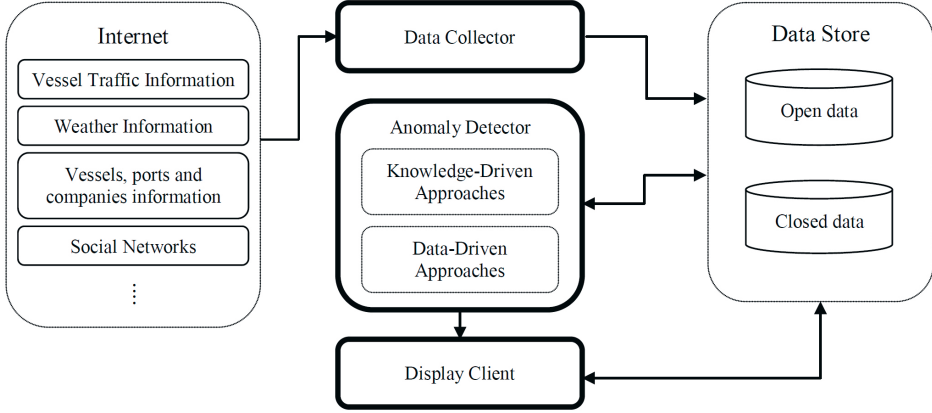 Internet
Vessel Traffic Information
Weather Information
Vessels, ports and
companies information
Social Networks
⋮
Data Collector
Anomaly Detector
Knowledge-Driven
Approaches
Data-Driven
Approaches
Display Client
Data Store
Open data
Closed data